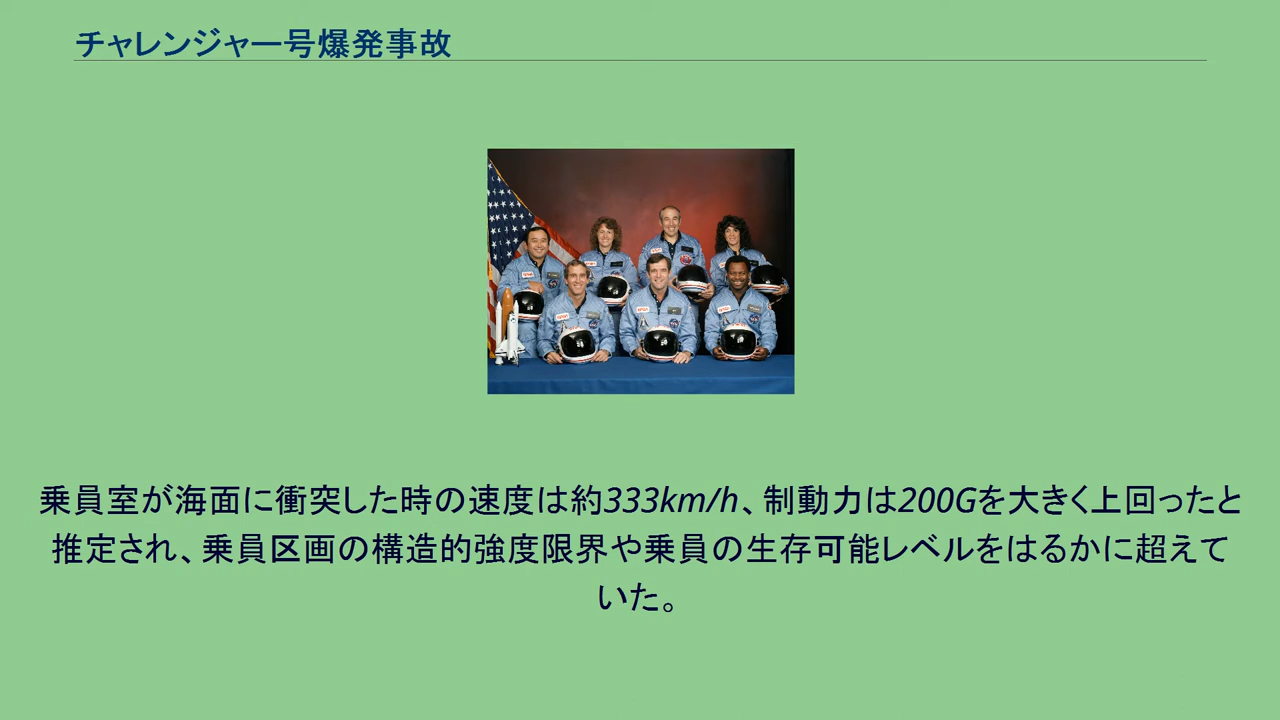 チャレンジャー号爆発事故
乗員室が海面に衝突した時の速度は約333km/h、制動力は200Gを大きく上回ったと
推定され、乗員区画の構造的強度限界や乗員の生存可能レベルをはるかに超えて
いた。